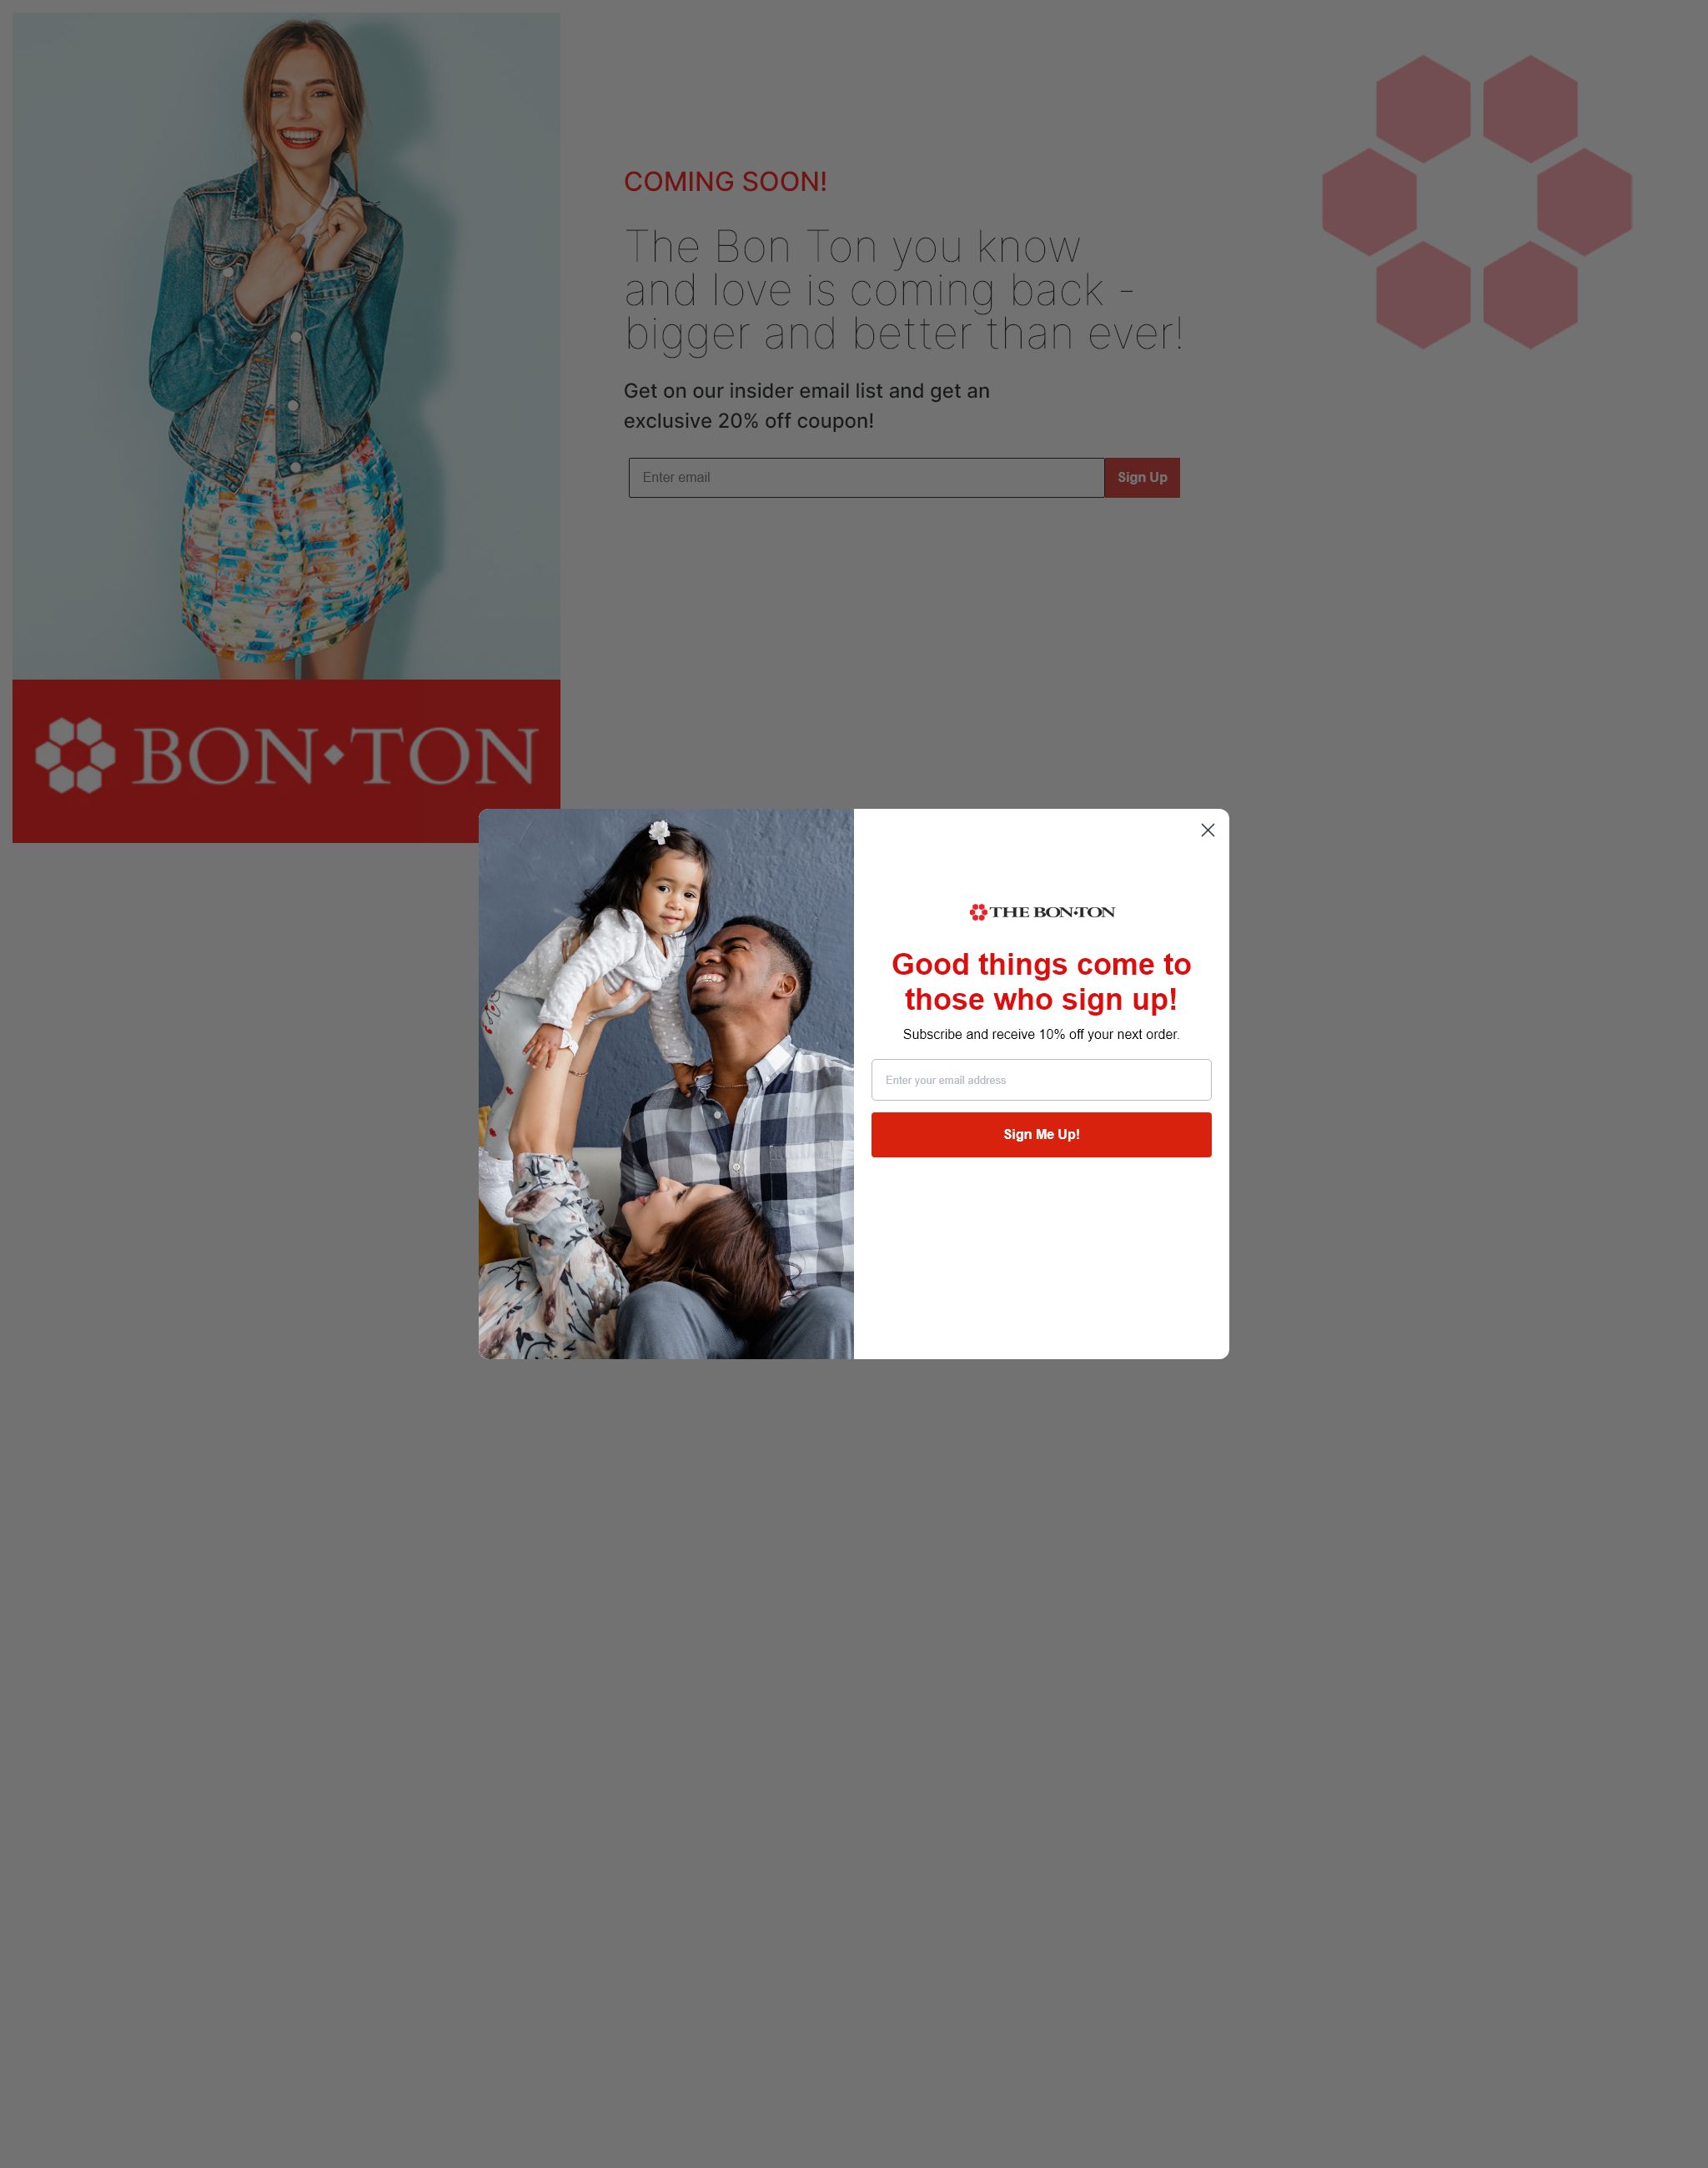 COMING SOON!
The Bon Ton you know
and love is coming back -
bigger and better than ever!
Get on our insider email list and get an
exclusive 20% off coupon!
Enter email
Sign Up
BON•TON
THE BON•TON
Good things come to
those who sign up!
Subscribe and receive 10% off your next order.
Enter your email address
Sign Me Up!